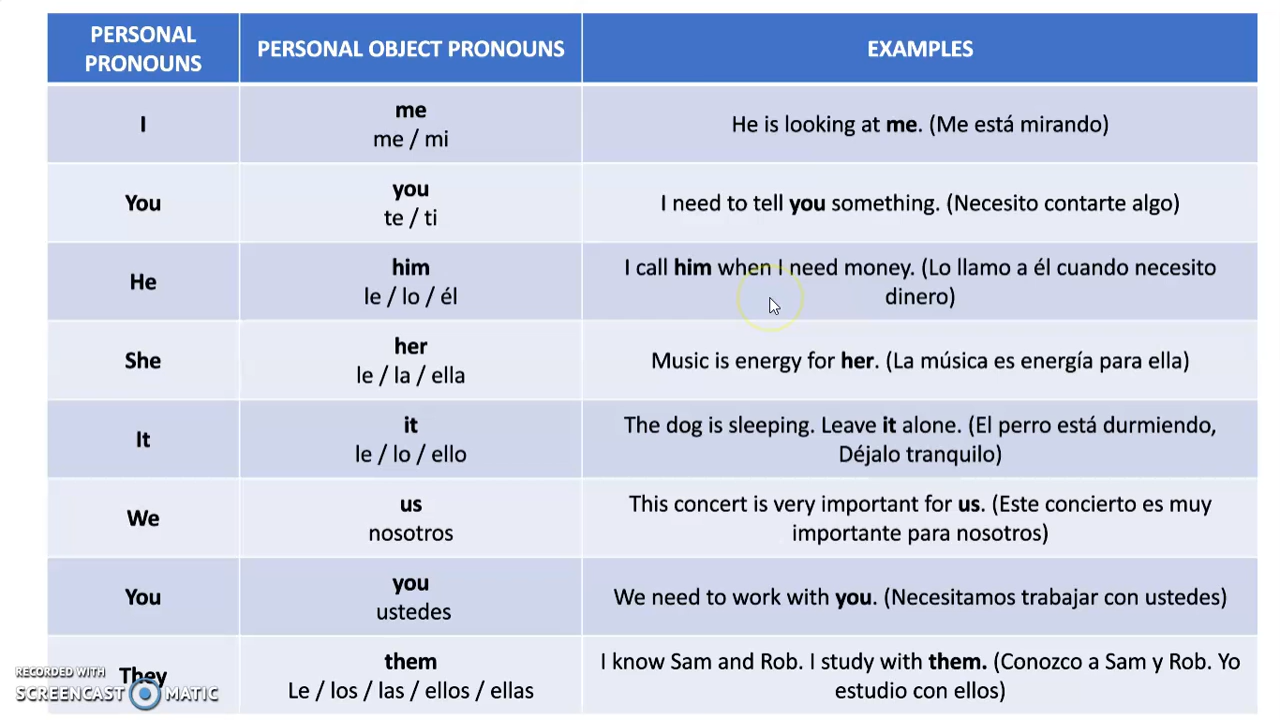 PERSONAL PRONOUNS
PERSONAL OBJECT PRONOUNS
EXAMPLES
I
me
me / mi
He is looking at me. (Me está mirando)
You
you
te / ti
I need to tell you something. (Necesito contarte algo)
He
him
le / lo / él
I call him when I need money. (Lo llamo a él cuando necesito
dinero)
She
her
le / la / ella
Music is energy for her. (La música es energía para ella)
It
it
le / lo / ello
The dog is sleeping. Leave it alone. (El perro está durmiendo,
Déjalo tranquilo)
We
us
nosotros
This concert is very important for us. (Este concierto es muy
importante para nosotros)
You
you
ustedes
We need to work with you. (Necesitamos trabajar con ustedes)
They
them
Le / los / las / ellos / ellas
I know Sam and Rob. I study with them. (Conozco a Sam y Rob. Yo
estudio con ellos)
RECORDED WITH
SCREENCAST MATIC